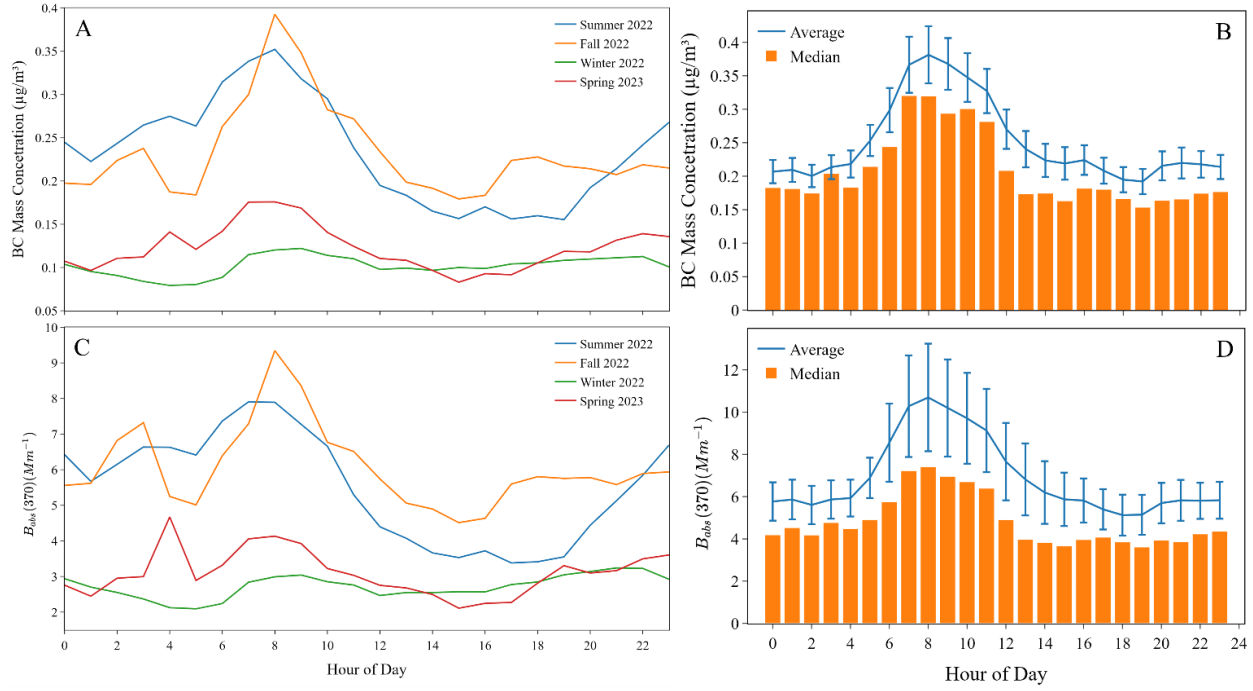 A
Summer 2022
Fall 2022
Winter 2022
Spring 2023
BC Mass Concetration (μg/m³)
0.4
0.35
0.3
0.25
0.2
0.15
0.1
0.05
B
Average
Median
BC Mass Concetration (μg/m³)
0.4
0.35
0.3
0.25
0.2
0.15
0.1
0.05
0
C
Summer 2022
Fall 2022
Winter 2022
Spring 2023
B_abs(370)(Mm⁻¹)
10
9
8
7
6
5
4
3
2
0 2 4 6 8 10 12 14 16 18 20 22
Hour of Day
D
Average
Median
B_abs(370)(Mm⁻¹)
12
10
8
6
4
2
0
0 2 4 6 8 10 12 14 16 18 20 22 24
Hour of Day